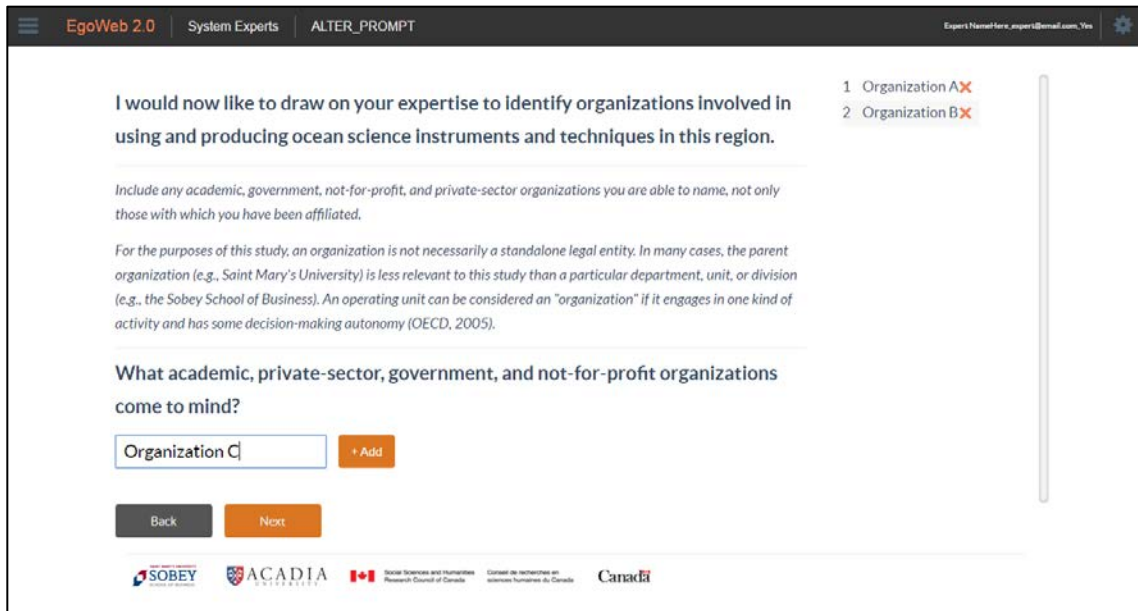 EgoWeb 2.0 System Experts ALTER_PROMPT Expert NameHere_expert@email.com_Yes
I would now like to draw on your expertise to identify organizations involved in
using and producing ocean science instruments and techniques in this region.
Include any academic, government, not-for-profit, and private-sector organizations you are able to name, not only
those with which you have been affiliated.
For the purposes of this study, an organization is not necessarily a standalone legal entity. In many cases, the parent
organization (e.g., Saint Mary's University) is less relevant to this study than a particular department, unit, or division
(e.g., the Sobey School of Business). An operating unit can be considered an "organization" if it engages in one kind of
activity and has some decision-making autonomy (OECD, 2005).
What academic, private-sector, government, and not-for-profit organizations
come to mind?
Organization C
+ Add
Back Next
1 Organization A
2 Organization B
SAINT MARY'S UNIVERSITY
SOBEY
SCHOOL OF BUSINESS
ACADIA
UNIVERSITY
Social Sciences and Humanities
Research Council of Canada
Conseil de recherches en
sciences humaines du Canada
Canada